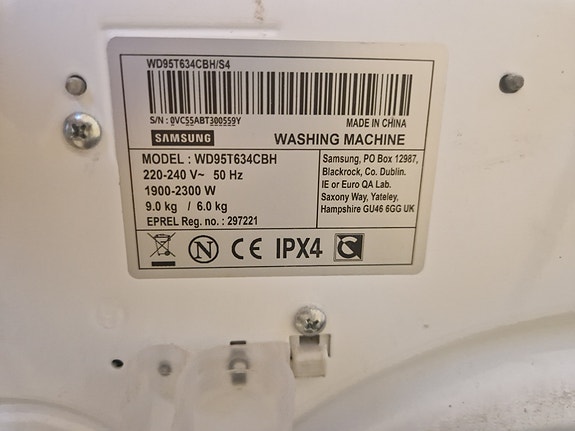 WD95T634CBH/S4
S/N : 0VC55ABT300559Y
MADE IN CHINA
SAMSUNG
WASHING MACHINE
MODEL : WD95T634CBH
220-240 V~ 50 Hz
1900-2300 W
9.0 kg / 6.0 kg
EPREL Reg. no. : 297221
Samsung, PO Box 12987,
Blackrock, Co. Dublin.
IE or Euro QA Lab.
Saxony Way, Yateley,
Hampshire GU46 6GG UK
N CE IPX4 C